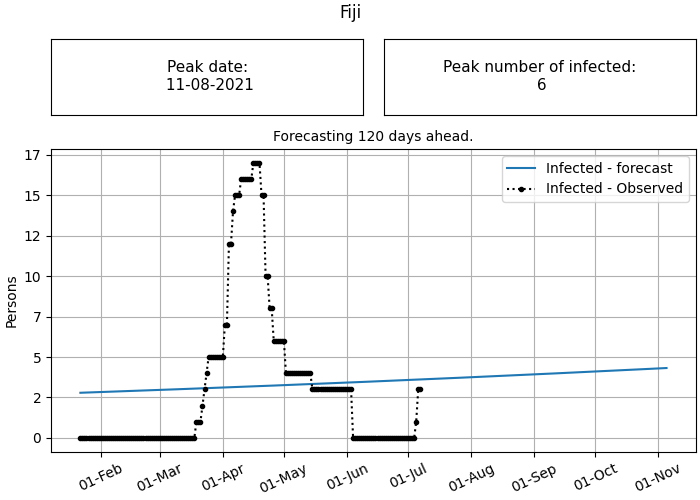 Fiji
Peak date:
11-08-2021
Peak number of infected:
6
Forecasting 120 days ahead.
Infected - forecast
Infected - Observed
Persons
17
15
12
10
7
5
2
0
01-Feb
01-Mar
01-Apr
01-May
01-Jun
01-Jul
01-Aug
01-Sep
01-Oct
01-Nov